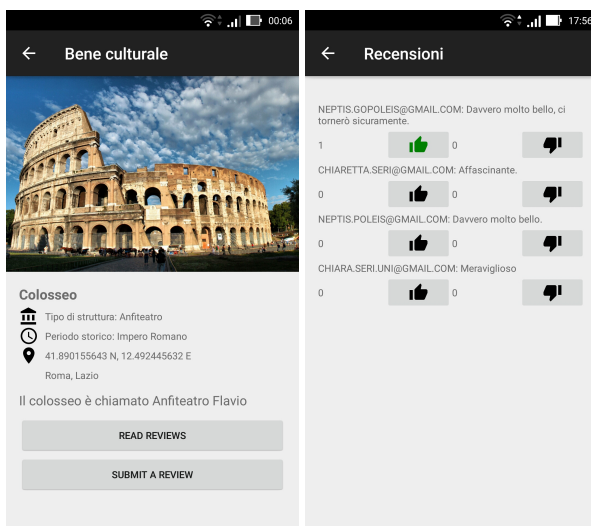 00:06
Bene culturale
Colosseo
Tipo di struttura: Anfiteatro
Periodo storico: Impero Romano
41.890155643 N, 12.492445632 E
Roma, Lazio
Il colosseo è chiamato Anfiteatro Flavio
READ REVIEWS
SUBMIT A REVIEW
17:56
Recensioni
NEPTIS.GOPOLEIS@GMAIL.COM: Davvero molto bello, ci
tornerò sicuramente.
1 0
CHIARETTA.SERI@GMAIL.COM: Affascinante.
0 0
NEPTIS.POLEIS@GMAIL.COM: Davvero molto bello.
0 0
CHIARA.SERI.UNI@GMAIL.COM: Meraviglioso
0 0